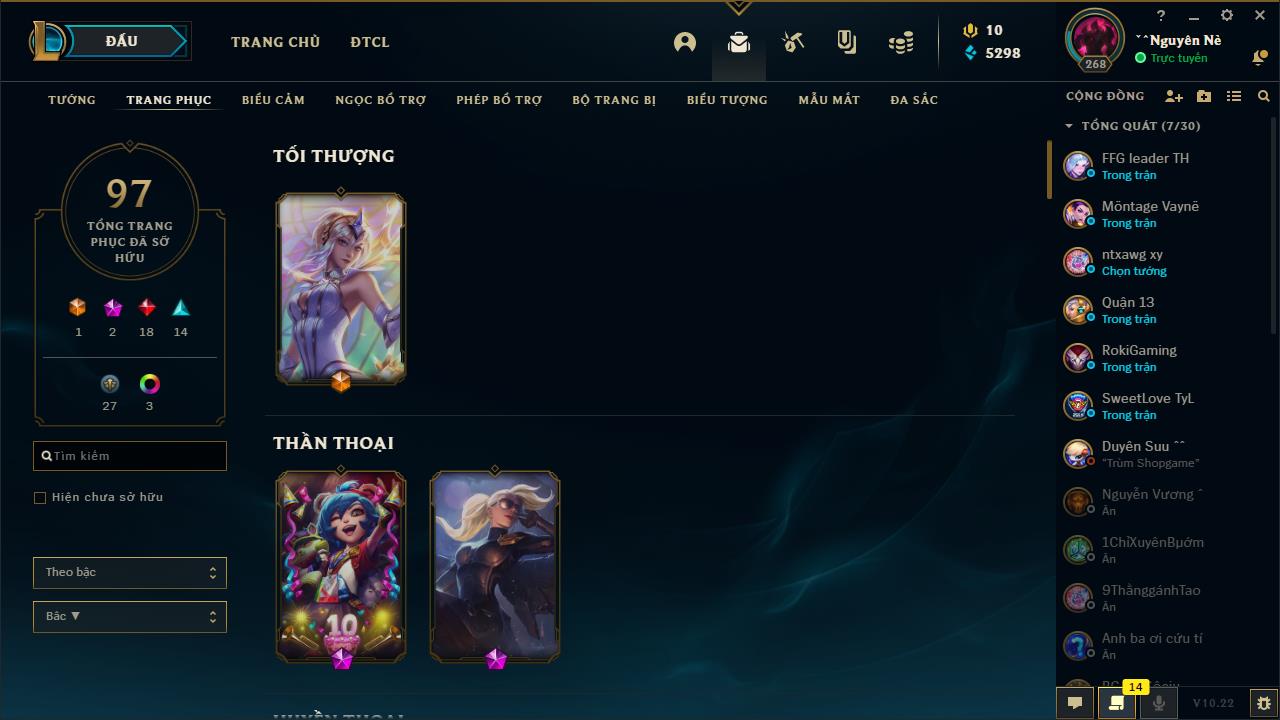 ĐẤU
TRANG CHỦ
ĐTCL
10
5298
?
268
ˇˆNguyên Nè
Trực tuyến
TƯỚNG
TRANG PHỤC
BIỂU CẢM
NGỌC BỔ TRỢ
PHÉP BỔ TRỢ
BỘ TRANG BỊ
BIỂU TƯỢNG
MẪU MẮT
ĐA SẮC
97
TỔNG TRANG
PHỤC ĐÃ SỞ
HỮU
1
2
18
14
27
3
Tìm kiếm
Hiện chưa sở hữu
Theo bậc
Bậc ▼
TỐI THƯỢNG
THẦN THOẠI
10
HUYỀN THOẠI
CỘNG ĐỒNG
TỔNG QUÁT (7/30)
FFG leader TH
Trong trận
Möntage Vaynë
Trong trận
ntxawg xy
Chọn tướng
Quận 13
Trong trận
RokiGaming
Trong trận
SweetLove TyL
Trong trận
Duyên Suu ˆˆ
“Trùm Shopgame”
Nguyễn Vương ˆ
Ẩn
1ChỉXuyênBµớm
Ẩn
9ThằnggánhTao
Ẩn
Anh ba ơi cứu tí
Ẩn
14
V10.22